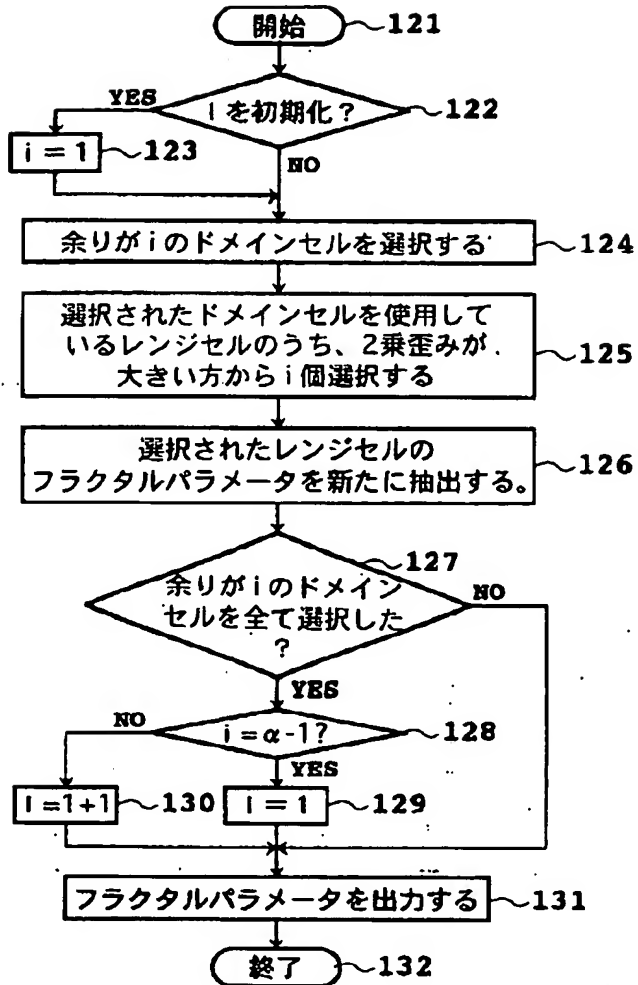 開始 121
iを初期化? 122
YES
i = 1 123
NO
余りがiのドメインセルを選択する 124
選択されたドメインセルを使用して
いるレンジセルのうち、2乗歪みが
大きい方からi個選択する 125
選択されたレンジセルの
フラクタルパラメータを新たに抽出する。 126
127
余りがiのドメイン
セルを全て選択した
?
NO
YES
i = α-1? 128
NO
YES
i =1+1 130
i = 1 129
フラクタルパラメータを出力する 131
終了 132